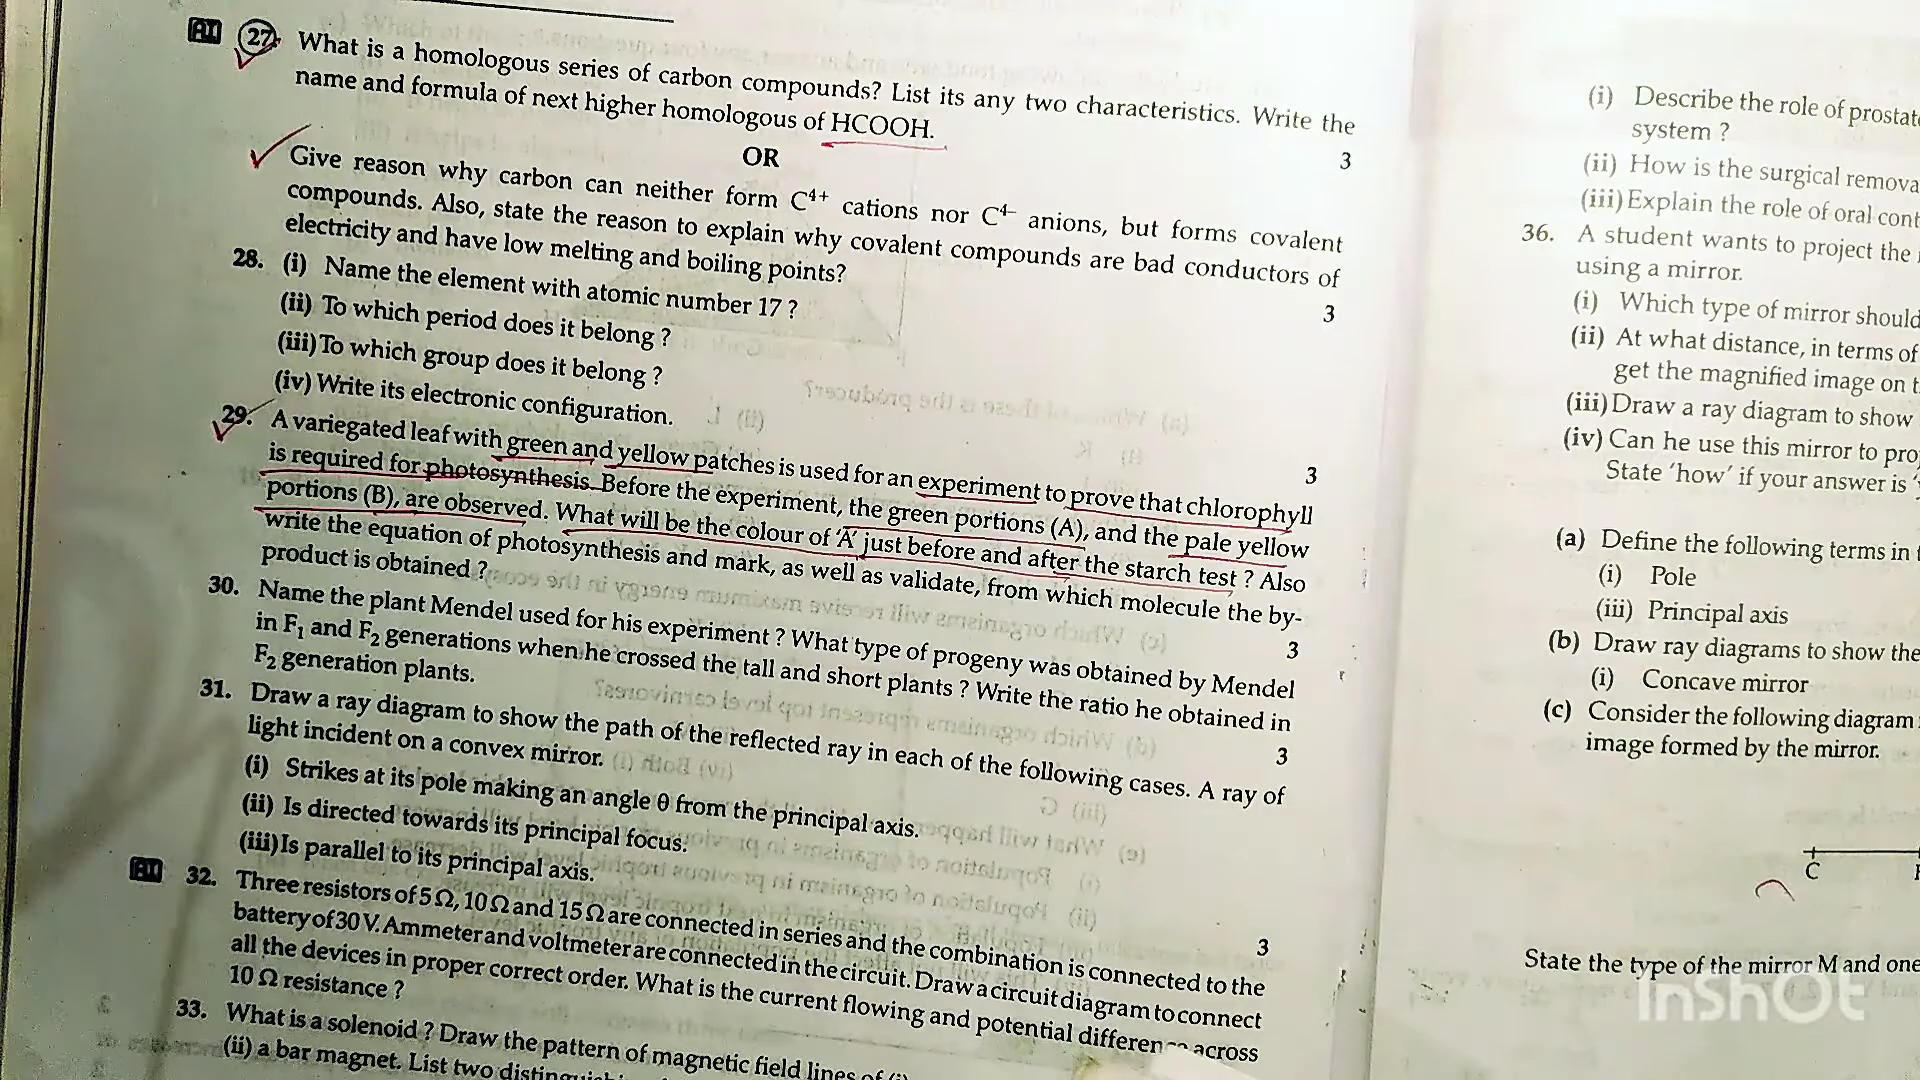 AI 27. What is a homologous series of carbon compounds? List its any two characteristics. Write the
name and formula of next higher homologous of HCOOH. 3
OR
Give reason why carbon can neither form C⁴⁺ cations nor C⁴⁻ anions, but forms covalent
compounds. Also, state the reason to explain why covalent compounds are bad conductors of
electricity and have low melting and boiling points? 3
28. (i) Name the element with atomic number 17 ?
(ii) To which period does it belong ?
(iii) To which group does it belong ?
(iv) Write its electronic configuration. 3
29. A variegated leaf with green and yellow patches is used for an experiment to prove that chlorophyll
is required for photosynthesis. Before the experiment, the green portions (A), and the pale yellow
portions (B), are observed. What will be the colour of 'A' just before and after the starch test ? Also
write the equation of photosynthesis and mark, as well as validate, from which molecule the by-
product is obtained ? 3
30. Name the plant Mendel used for his experiment ? What type of progeny was obtained by Mendel
in F₁ and F₂ generations when he crossed the tall and short plants ? Write the ratio he obtained in
F₂ generation plants. 3
31. Draw a ray diagram to show the path of the reflected ray in each of the following cases. A ray of
light incident on a convex mirror.
(i) Strikes at its pole making an angle θ from the principal axis.
(ii) Is directed towards its principal focus.
(iii) Is parallel to its principal axis. 3
AI 32. Three resistors of 5 Ω, 10 Ω and 15 Ω are connected in series and the combination is connected to the
battery of 30 V. Ammeter and voltmeter are connected in the circuit. Draw a circuit diagram to connect
all the devices in proper correct order. What is the current flowing and potential difference across
10 Ω resistance ?
33. What is a solenoid ? Draw the pattern of magnetic field lines of (i)
(ii) a bar magnet. List two
(i) Describe the role of
system ?
(ii) How is the surgical
(iii) Explain the role of oral
36. A student wants to project the
using a mirror.
(i) Which type of mirror should
(ii) At what distance, in terms of
get the magnified image on
(iii) Draw a ray diagram to show
(iv) Can he use this mirror to
State 'how' if your answer is
(a) Define the following terms in
(i) Pole
(iii) Principal axis
(b) Draw ray diagrams to show the
(i) Concave mirror
(c) Consider the following diagram
image formed by the mirror.
C
State the type of the mirror M and one
InShOt